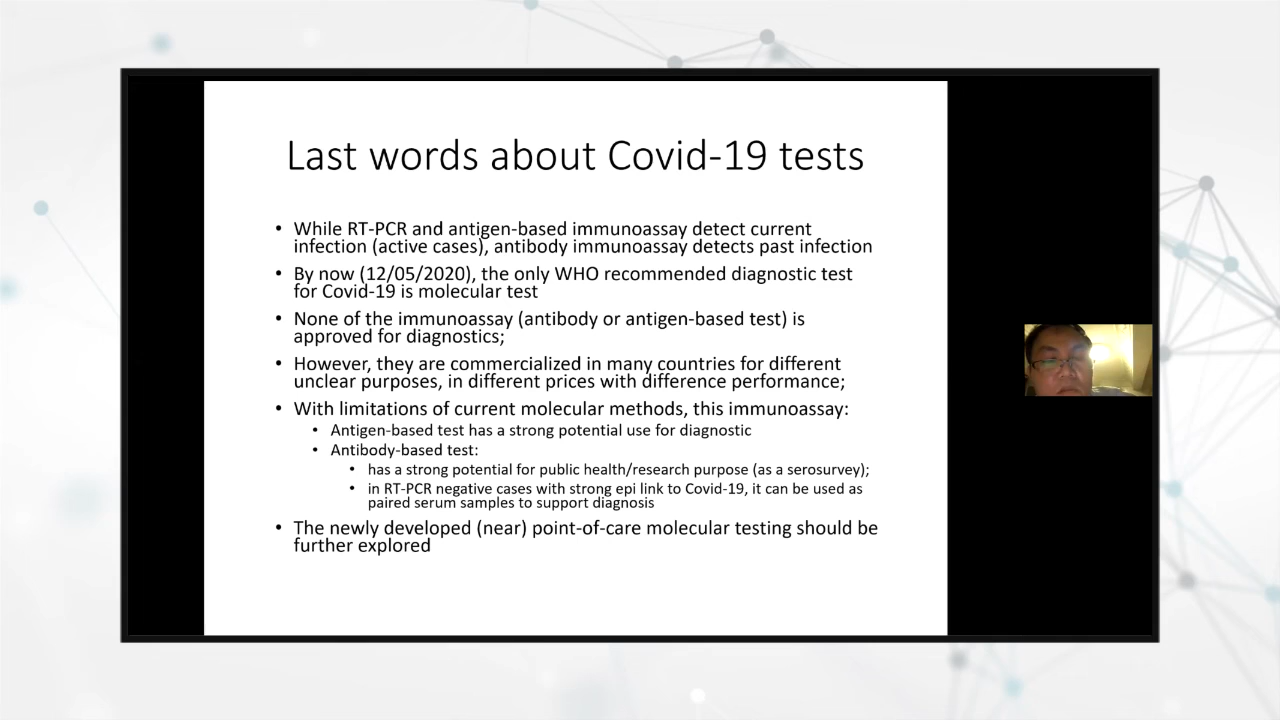 Last words about Covid-19 tests
• While RT-PCR and antigen-based immunoassay detect current
infection (active cases), antibody immunoassay detects past infection
• By now (12/05/2020), the only WHO recommended diagnostic test
for Covid-19 is molecular test
• None of the immunoassay (antibody or antigen-based test) is
approved for diagnostics;
• However, they are commercialized in many countries for different
unclear purposes, in different prices with difference performance;
• With limitations of current molecular methods, this immunoassay:
• Antigen-based test has a strong potential use for diagnostic
• Antibody-based test:
• has a strong potential for public health/research purpose (as a serosurvey);
• in RT-PCR negative cases with strong epi link to Covid-19, it can be used as
paired serum samples to support diagnosis
• The newly developed (near) point-of-care molecular testing should be
further explored